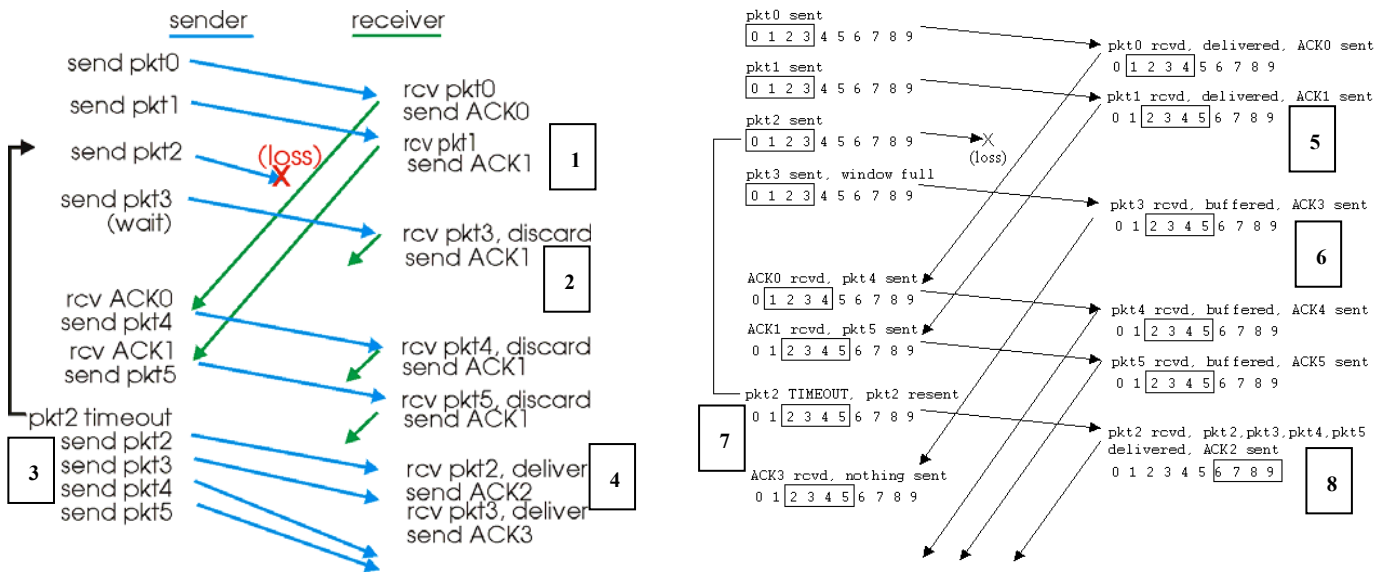 sender
receiver
send pkt0
rcv pkt0
send ACK0
send pkt1
rcv pkt1
send ACK1
1
send pkt2
(loss)
X
send pkt3
(wait)
rcv pkt3, discard
send ACK1
2
rcv ACK0
send pkt4
rcv ACK1
send pkt5
rcv pkt4, discard
send ACK1
rcv pkt5, discard
send ACK1
pkt2 timeout
3
send pkt2
send pkt3
send pkt4
send pkt5
rcv pkt2, deliver
send ACK2
rcv pkt3, deliver
send ACK3
4
pkt0 sent
0 1 2 3 4 5 6 7 8 9
pkt0 rcvd, delivered, ACK0 sent
0 1 2 3 4 5 6 7 8 9
pkt1 sent
0 1 2 3 4 5 6 7 8 9
pkt1 rcvd, delivered, ACK1 sent
0 1 2 3 4 5 6 7 8 9
5
pkt2 sent
0 1 2 3 4 5 6 7 8 9
X
(loss)
pkt3 sent, window full
0 1 2 3 4 5 6 7 8 9
pkt3 rcvd, buffered, ACK3 sent
0 1 2 3 4 5 6 7 8 9
6
ACK0 rcvd, pkt4 sent
0 1 2 3 4 5 6 7 8 9
pkt4 rcvd, buffered, ACK4 sent
0 1 2 3 4 5 6 7 8 9
ACK1 rcvd, pkt5 sent
0 1 2 3 4 5 6 7 8 9
pkt5 rcvd, buffered, ACK5 sent
0 1 2 3 4 5 6 7 8 9
pkt2 TIMEOUT, pkt2 resent
0 1 2 3 4 5 6 7 8 9
7
pkt2 rcvd, pkt2,pkt3,pkt4,pkt5
delivered, ACK2 sent
0 1 2 3 4 5 6 7 8 9
8
ACK3 rcvd, nothing sent
0 1 2 3 4 5 6 7 8 9